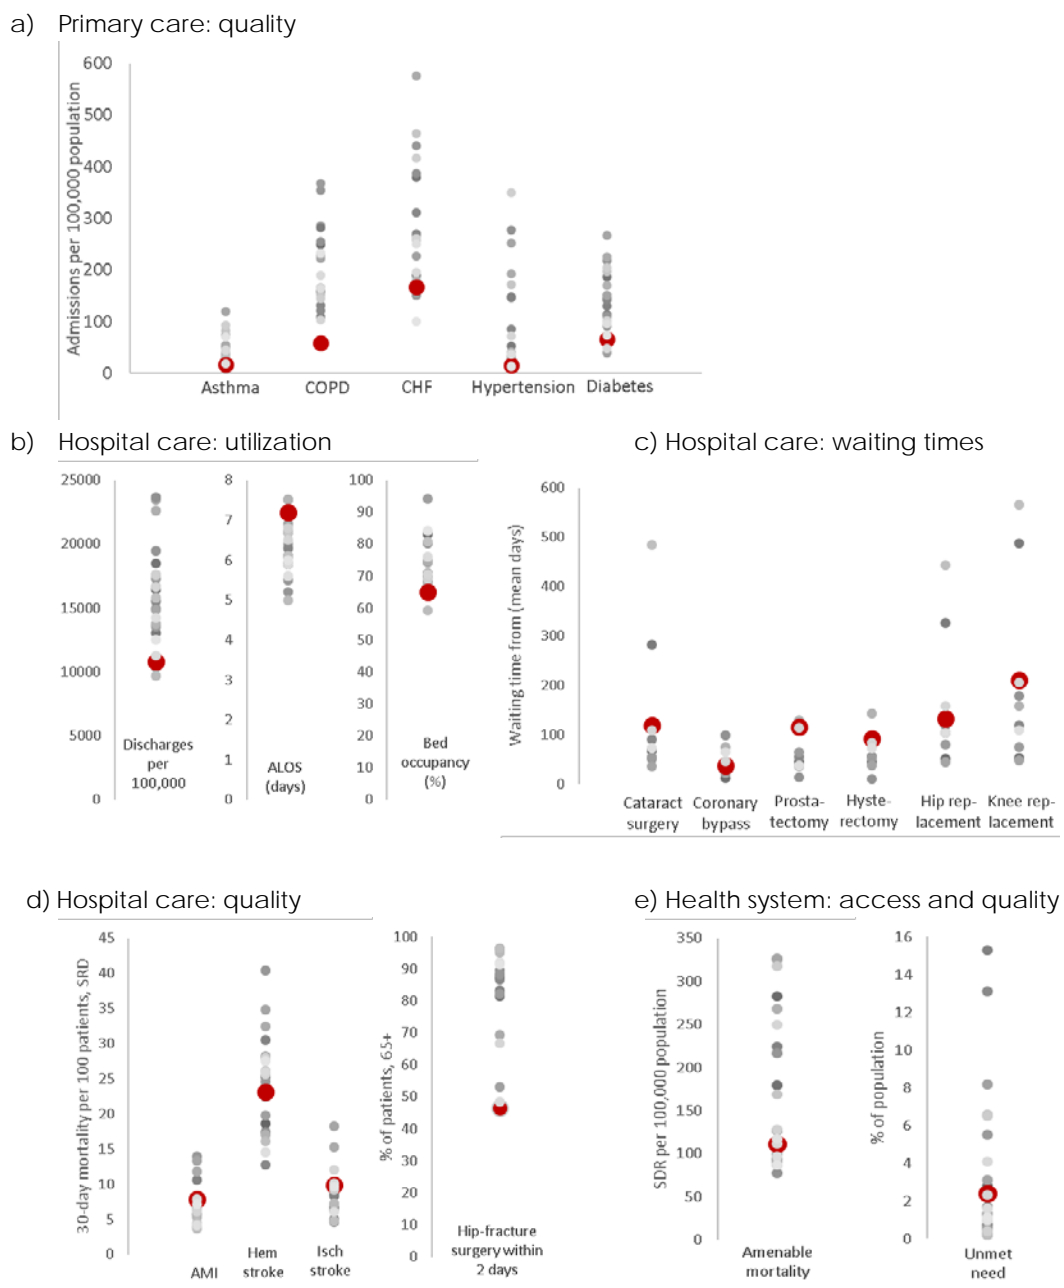 a) Primary care: quality
Admissions per 100,000 population
600
500
400
300
200
100
0
Asthma COPD CHF Hypertension Diabetes
b) Hospital care: utilization
25000
20000
15000
10000
5000
0
Discharges
per
100,000
8
7
6
5
4
3
2
1
0
ALOS
(days)
100
90
80
70
60
50
40
30
20
10
0
Bed
occupancy
(%)
c) Hospital care: waiting times
Waiting time from (mean days)
600
500
400
300
200
100
0
Cataract Coronary Prosta- Hyste- Hip rep- Knee rep-
surgery bypass tectomy rectomy lacement lacement
d) Hospital care: quality
30-day mortality per 100 patients, SRD
45
40
35
30
25
20
15
10
5
0
AMI
Hem
stroke
Isch
stroke
% of patients, 65+
100
90
80
70
60
50
40
30
20
10
0
Hip-fracture
surgery within
2 days
e) Health system: access and quality
SDR per 100,000 population
350
300
250
200
150
100
50
0
Amenable
mortality
% of population
16
14
12
10
8
6
4
2
0
Unmet
need